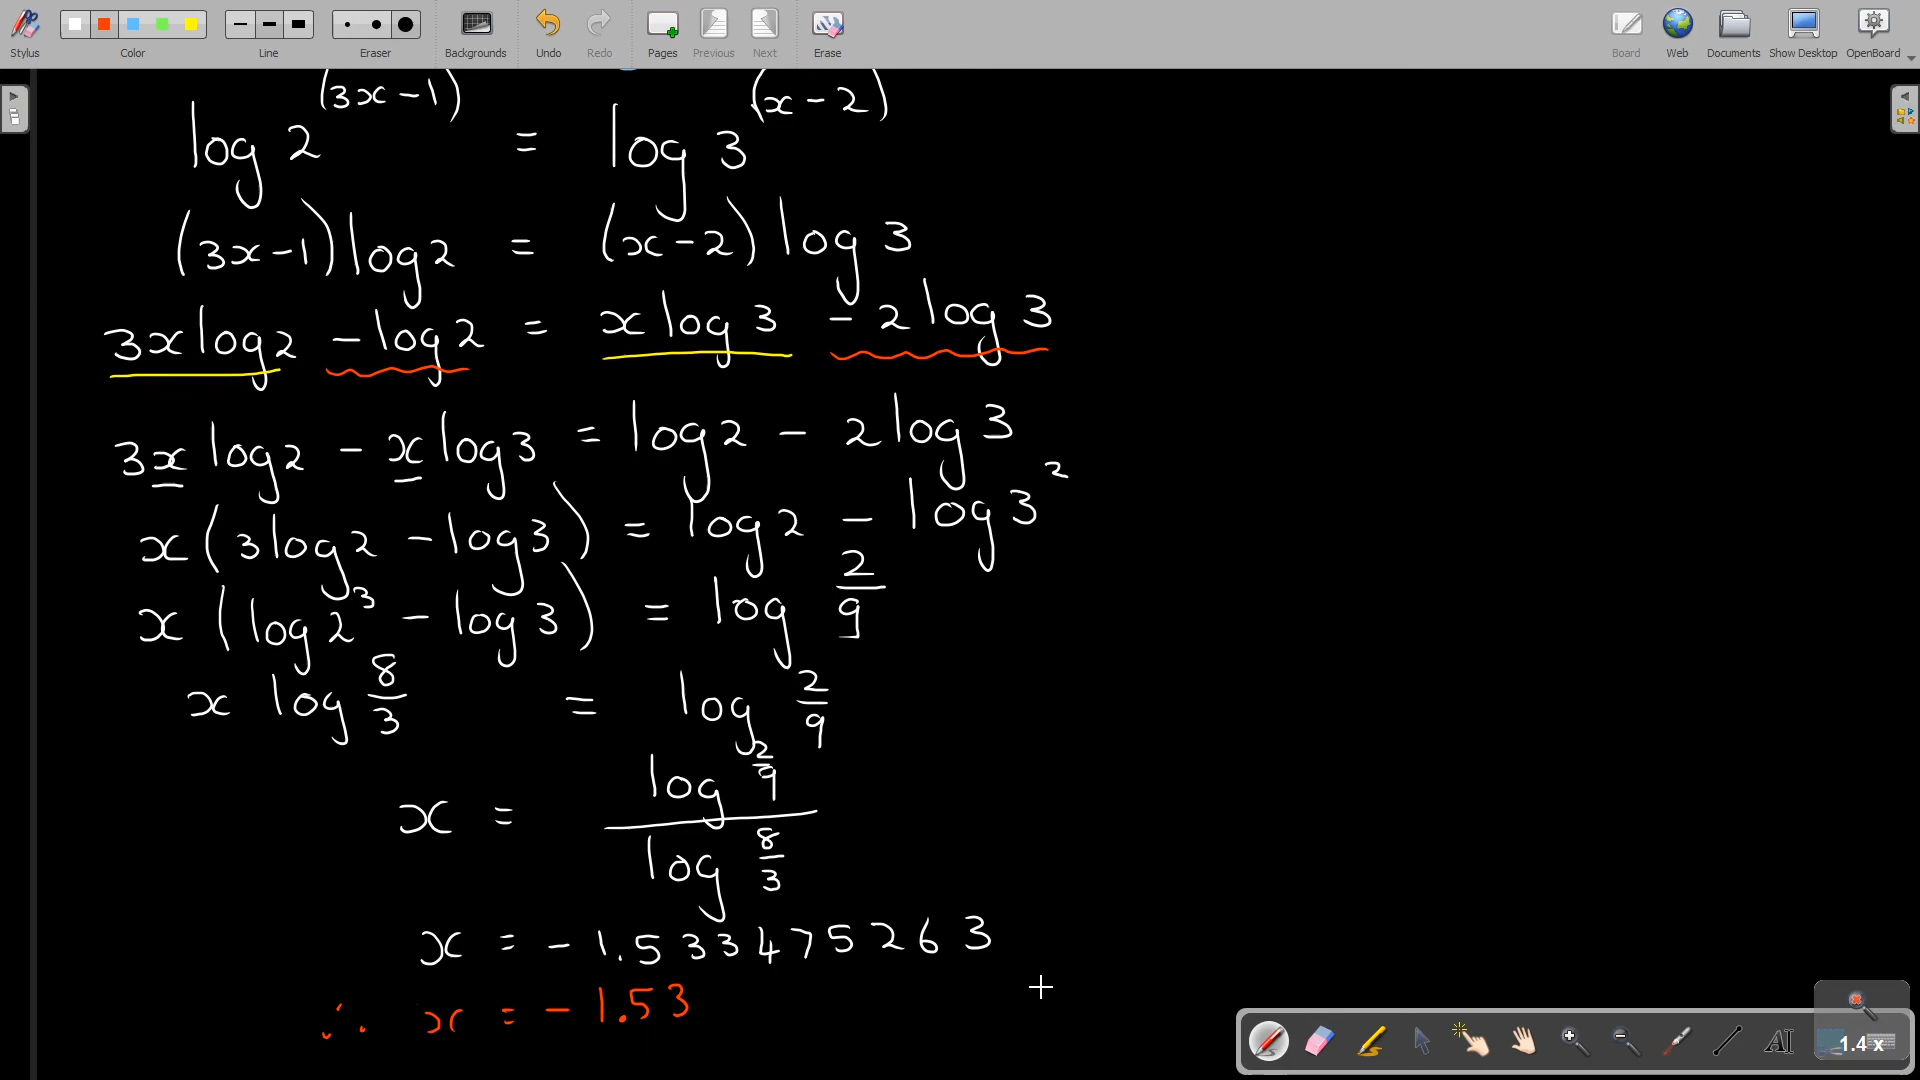 Stylus Color Line Eraser Backgrounds Undo Redo Pages Previous Next Erase Board Web Documents Show Desktop OpenBoard
log 2^(3x-1) = log 3^(x-2)
(3x-1) log 2 = (x-2) log 3
3x log 2 - log 2 = x log 3 - 2 log 3
3x log 2 - x log 3 = log 2 - 2 log 3
x (3 log 2 - log 3) = log 2 - log 3^2
x (log 2^3 - log 3) = log 2/9
x log 8/3 = log 2/9
x = log 2/9 / log 8/3
x = -1.533475263
∴ x = -1.53
AI 1.4 x